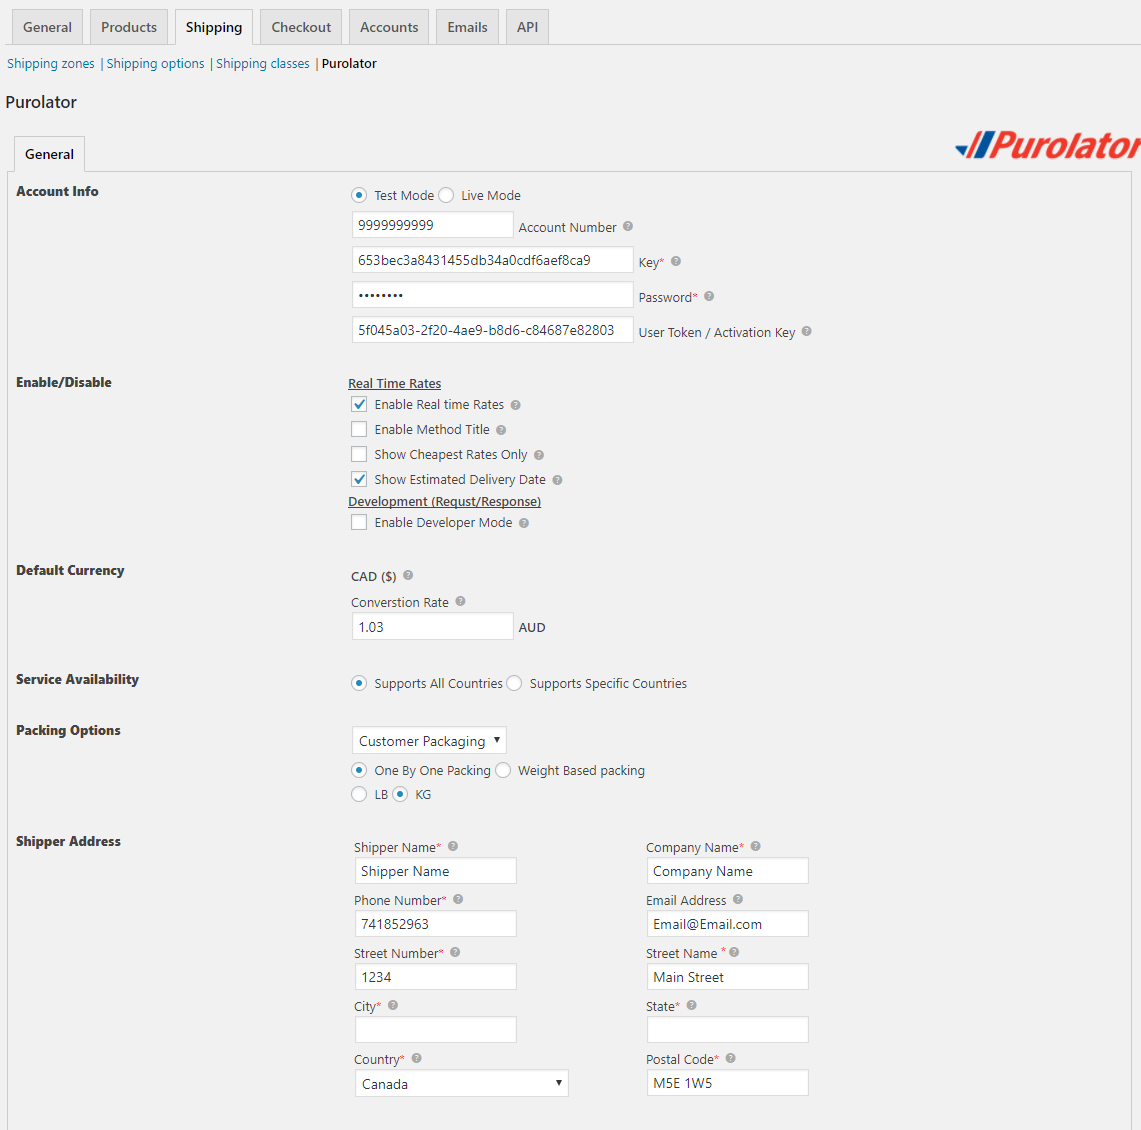 General Products Shipping Checkout Accounts Emails API
Shipping zones | Shipping options | Shipping classes | Purolator
Purolator
Purolator
General
Account Info
Test Mode Live Mode
9999999999 Account Number
653bec3a8431455db34a0cdf6aef8ca9 Key*
•••••••• Password*
5f045a03-2f20-4ae9-b8d6-c84687e82803 User Token / Activation Key
Enable/Disable
Real Time Rates
Enable Real time Rates
Enable Method Title
Show Cheapest Rates Only
Show Estimated Delivery Date
Development (Requst/Response)
Enable Developer Mode
Default Currency
CAD ($)
Converstion Rate
1.03 AUD
Service Availability
Supports All Countries Supports Specific Countries
Packing Options
Customer Packaging
One By One Packing Weight Based packing
LB KG
Shipper Address
Shipper Name* Company Name*
Shipper Name Company Name
Phone Number* Email Address
741852963 Email@Email.com
Street Number* Street Name *
1234 Main Street
City* State*
Country* Postal Code*
Canada M5E 1W5